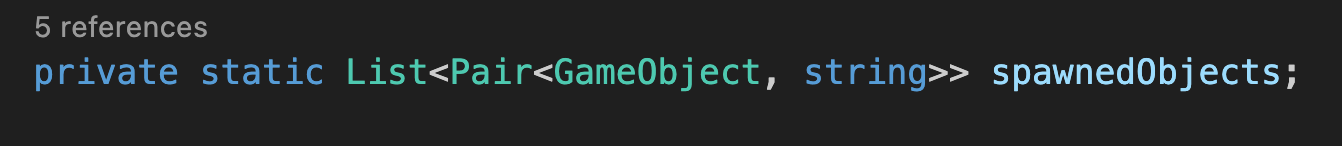 5 references
private static List<Pair<GameObject, string>> spawnedObjects;